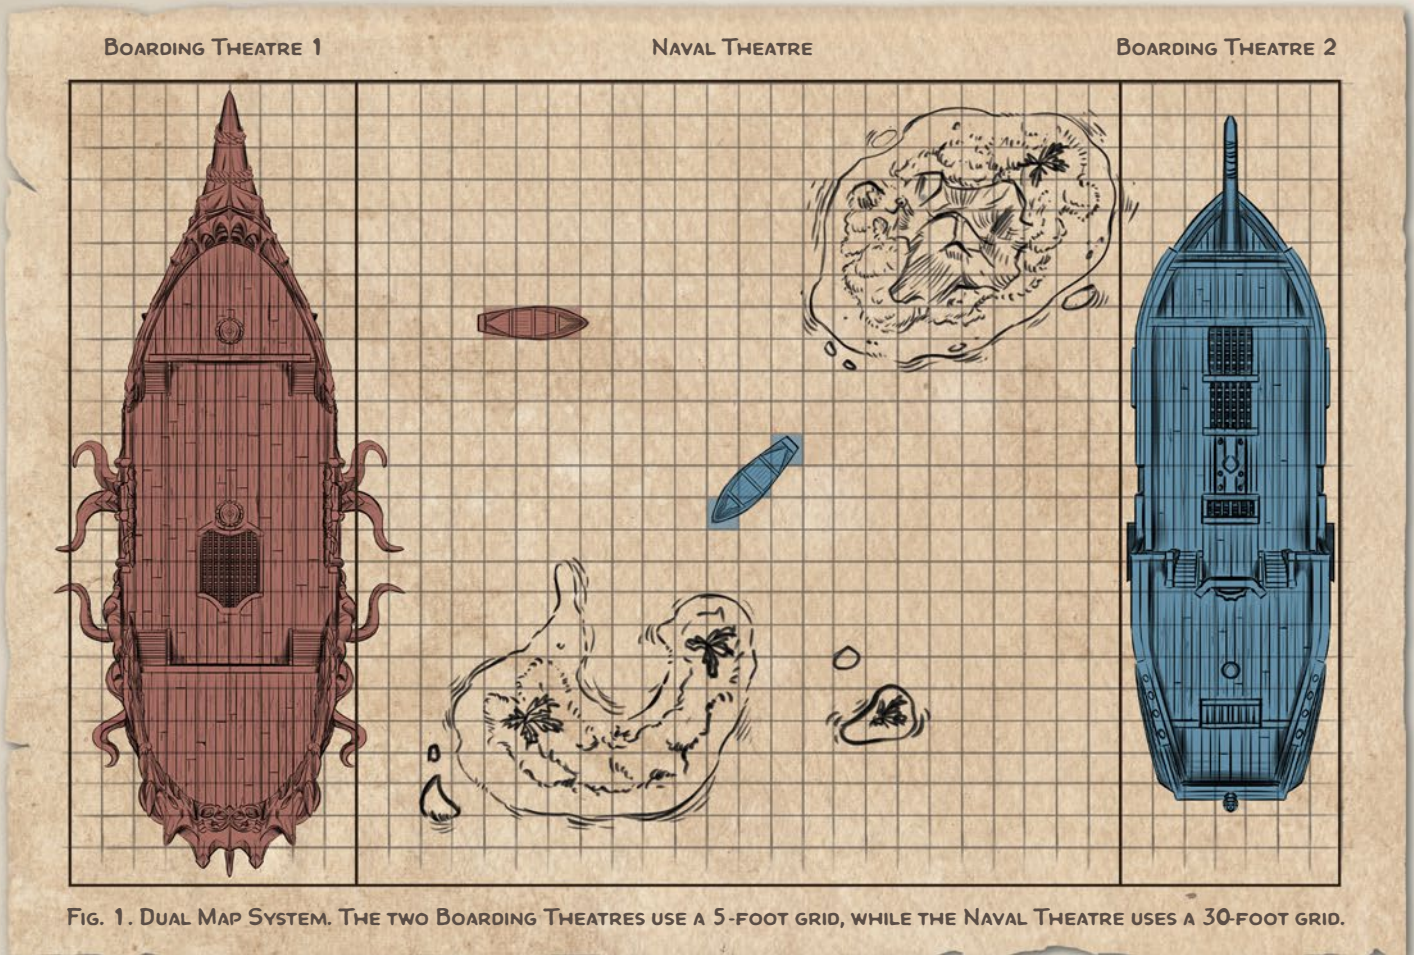 Boarding Theatre 1
Naval Theatre
Boarding Theatre 2
Fig. 1. Dual Map System. The two Boarding Theatres use a 5-foot grid, while the Naval Theatre uses a 30-foot grid.